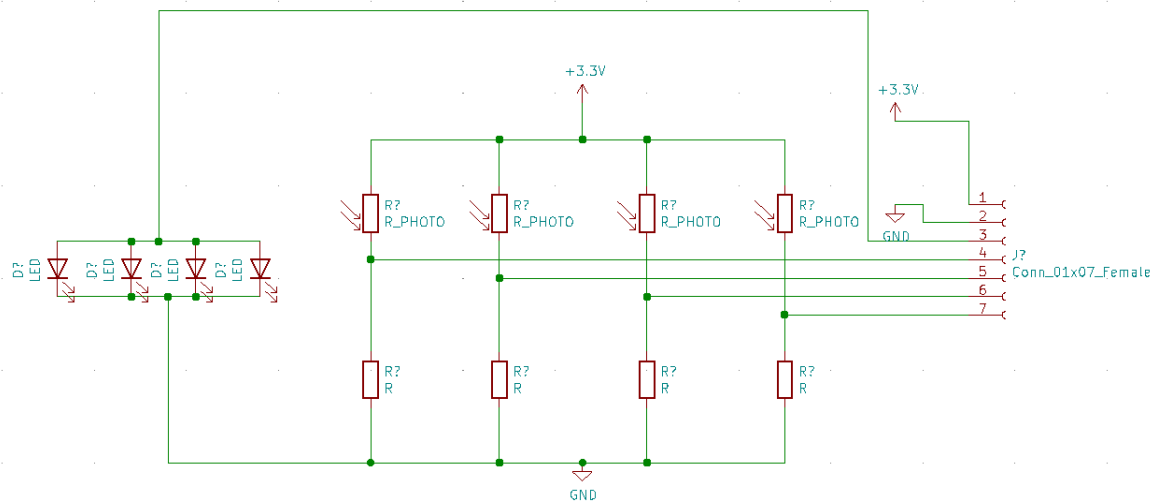 +3.3V
+3.3V
R?
R_PHOTO
R?
R_PHOTO
R?
R_PHOTO
R?
R_PHOTO
1
2
3
4
5
6
7
GND
J?
Conn_01x07_Female
D?
LED
D?
LED
D?
LED
D?
LED
R?
R
R?
R
R?
R
R?
R
GND